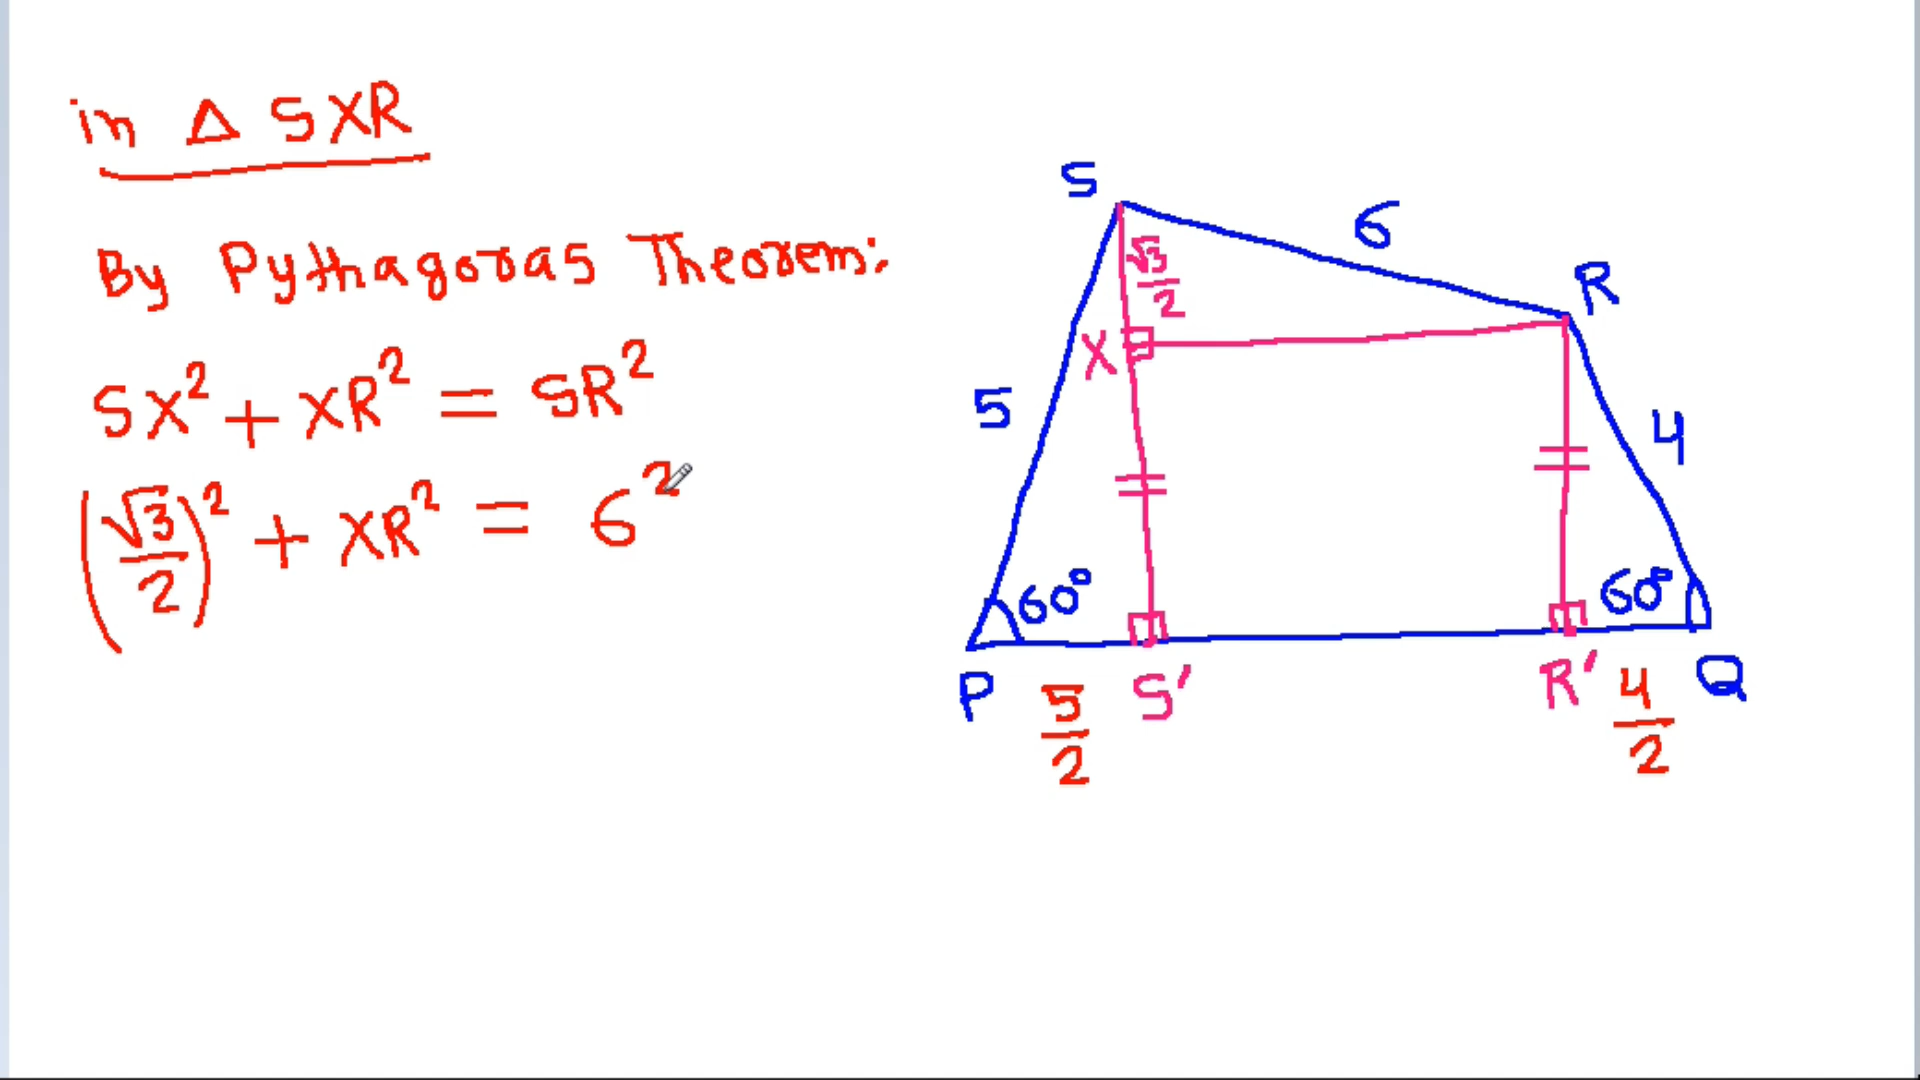 in Δ SXR
By Pythagoras Theorem:
SX² + XR² = SR²
(√3/2)² + XR² = 6²
S
6
√3/2
R
X
5
4
60°
60°
P
5/2
S'
R'
4/2
Q